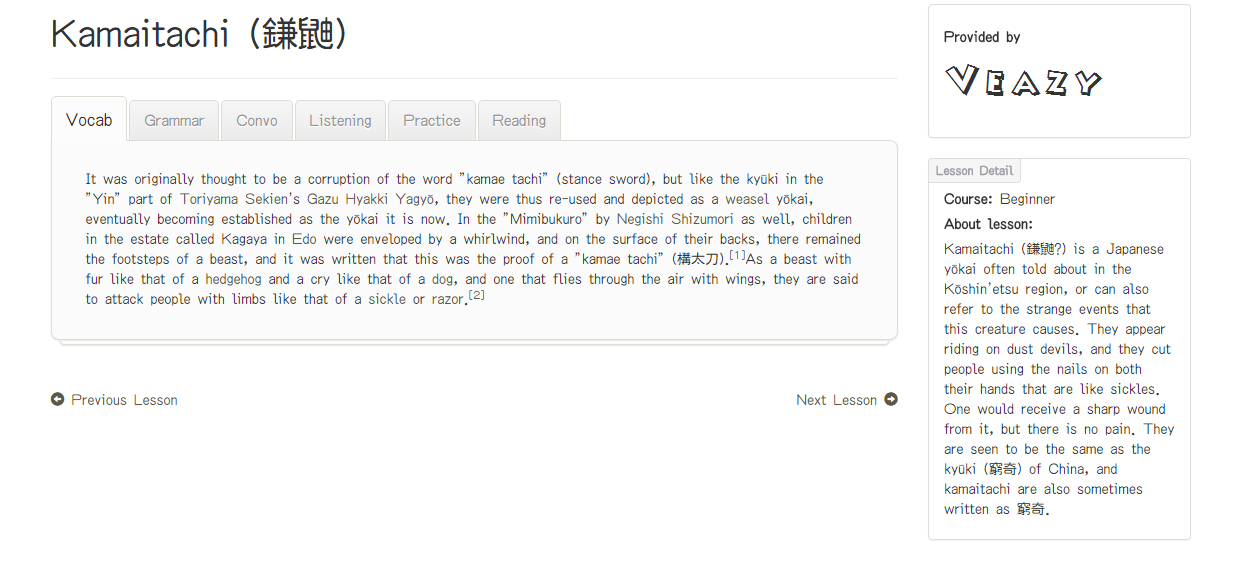 Kamaitachi (鎌鼬)
Vocab
Grammar
Convo
Listening
Practice
Reading
It was originally thought to be a corruption of the word "kamae tachi" (stance sword), but like the kyūki in the
"Yin" part of Toriyama Sekien's Gazu Hyakki Yagyō, they were thus re-used and depicted as a weasel yōkai,
eventually becoming established as the yōkai it is now. In the "Mimibukuro" by Negishi Shizumori as well, children
in the estate called Kagaya in Edo were enveloped by a whirlwind, and on the surface of their backs, there remained
the footsteps of a beast, and it was written that this was the proof of a "kamae tachi" (構太刀).[1]As a beast with
fur like that of a hedgehog and a cry like that of a dog, and one that flies through the air with wings, they are said
to attack people with limbs like that of a sickle or razor.[2]
Previous Lesson
Next Lesson
Provided by
VEAZY
Lesson Detail
Course: Beginner
About lesson:
Kamaitachi (鎌鼬?) is a Japanese
yōkai often told about in the
Kōshin'etsu region, or can also
refer to the strange events that
this creature causes. They appear
riding on dust devils, and they cut
people using the nails on both
their hands that are like sickles.
One would receive a sharp wound
from it, but there is no pain. They
are seen to be the same as the
kyūki (窮奇) of China, and
kamaitachi are also sometimes
written as 窮奇.